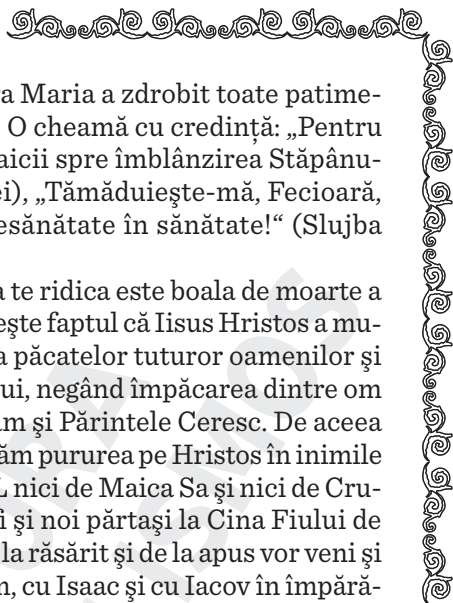 a Maria a zdrobit toate patime-
O cheamă cu credință: „Pentru
aicii spre îmblânzirea Stăpânu-
ei), „Tămăduiește-mă, Fecioară,
esănătate în sănătate!“ (Slujba
a te ridica este boala de moarte a
ește faptul că Iisus Hristos a mu-
a păcatelor tuturor oamenilor și
ui, negând împăcarea dintre om
am și Părintele Ceresc. De aceea
ăm pururea pe Hristos în inimile
L nici de Maica Sa și nici de Cru-
fi și noi părtași la Cina Fiului de
la răsărit și de la apus vor veni și
n, cu Isaac și cu Iacov în împără-